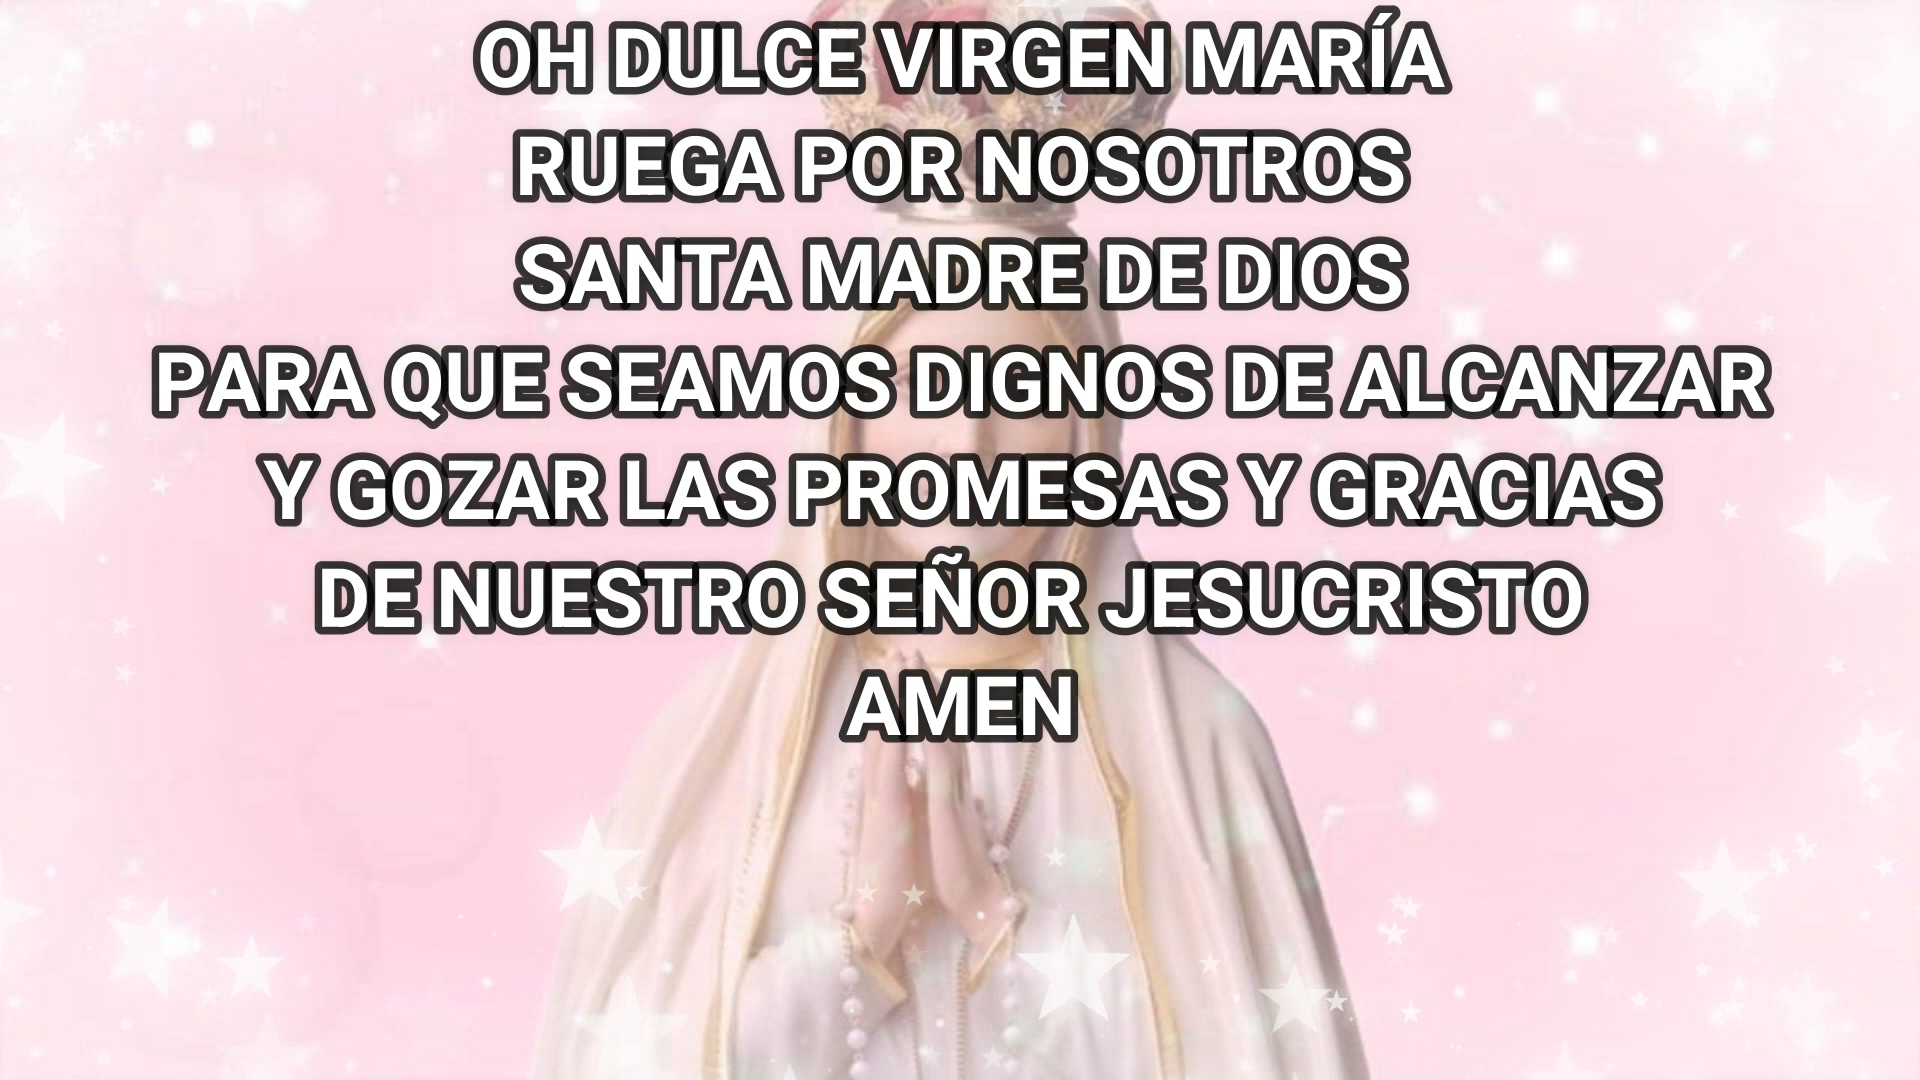 OH DULCE VIRGEN MARÍA
RUEGA POR NOSOTROS
SANTA MADRE DE DIOS
PARA QUE SEAMOS DIGNOS DE ALCANZAR
Y GOZAR LAS PROMESAS Y GRACIAS
DE NUESTRO SEÑOR JESUCRISTO
AMEN